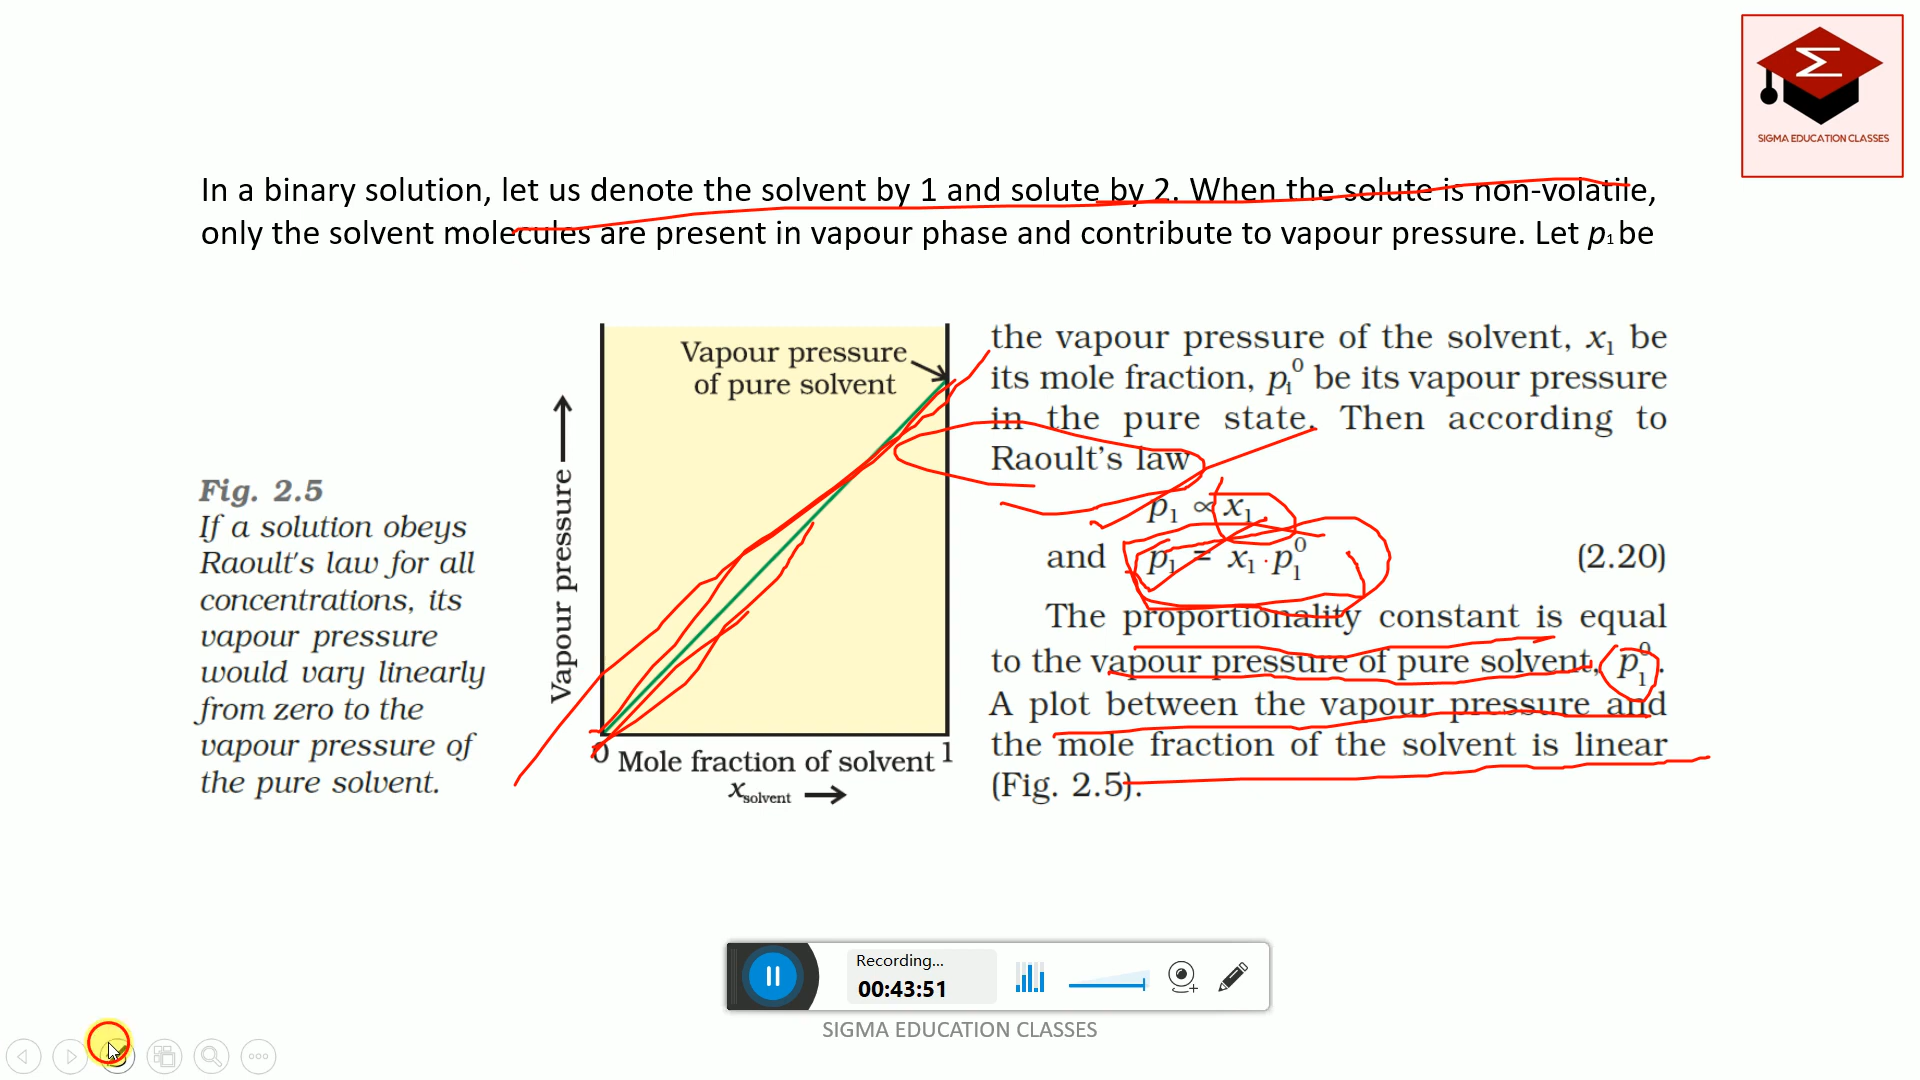 Σ
SIGMA EDUCATION CLASSES
In a binary solution, let us denote the solvent by 1 and solute by 2. When the solute is non-volatile,
only the solvent molecules are present in vapour phase and contribute to vapour pressure. Let p₁ be
Vapour pressure
of pure solvent
Vapour pressure
0 Mole fraction of solvent 1
x solvent
Fig. 2.5
If a solution obeys
Raoult's law for all
concentrations, its
vapour pressure
would vary linearly
from zero to the
vapour pressure of
the pure solvent.
the vapour pressure of the solvent, x₁ be
its mole fraction, p₁⁰ be its vapour pressure
in the pure state. Then according to
Raoult's law
p₁ ∝ x₁
and p₁ = x₁ p₁⁰ (2.20)
The proportionality constant is equal
to the vapour pressure of pure solvent, p₁⁰.
A plot between the vapour pressure and
the mole fraction of the solvent is linear
(Fig. 2.5).
Recording...
00:43:51
SIGMA EDUCATION CLASSES